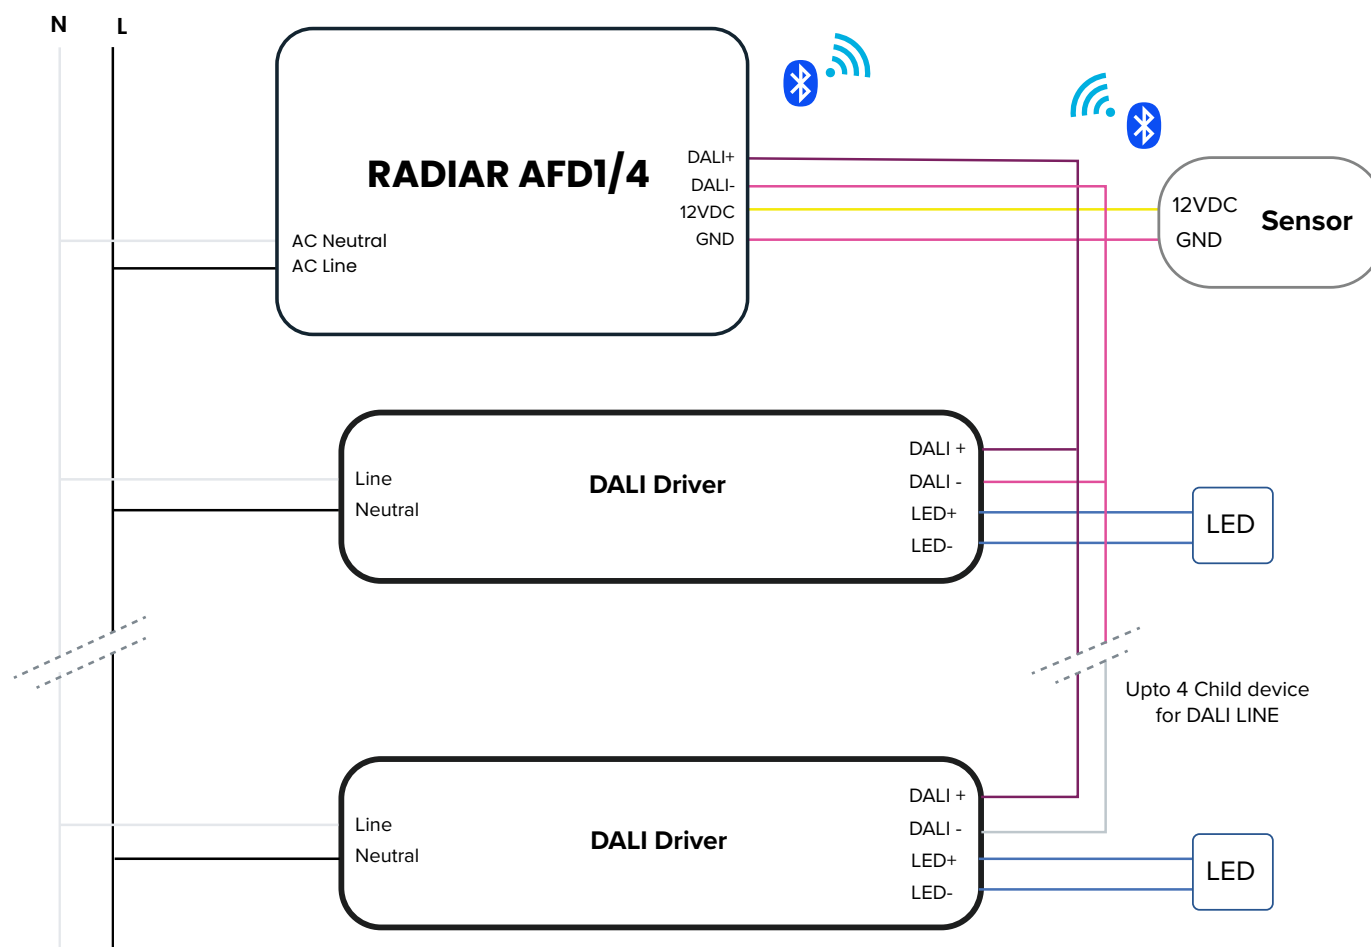 N
L
RADIAR AFD1/4
DALI+
DALI-
12VDC
GND
AC Neutral
AC Line
12VDC
GND
Sensor
Line
Neutral
DALI Driver
DALI +
DALI -
LED+
LED-
LED
Upto 4 Child device
for DALI LINE
Line
Neutral
DALI Driver
DALI +
DALI -
LED+
LED-
LED